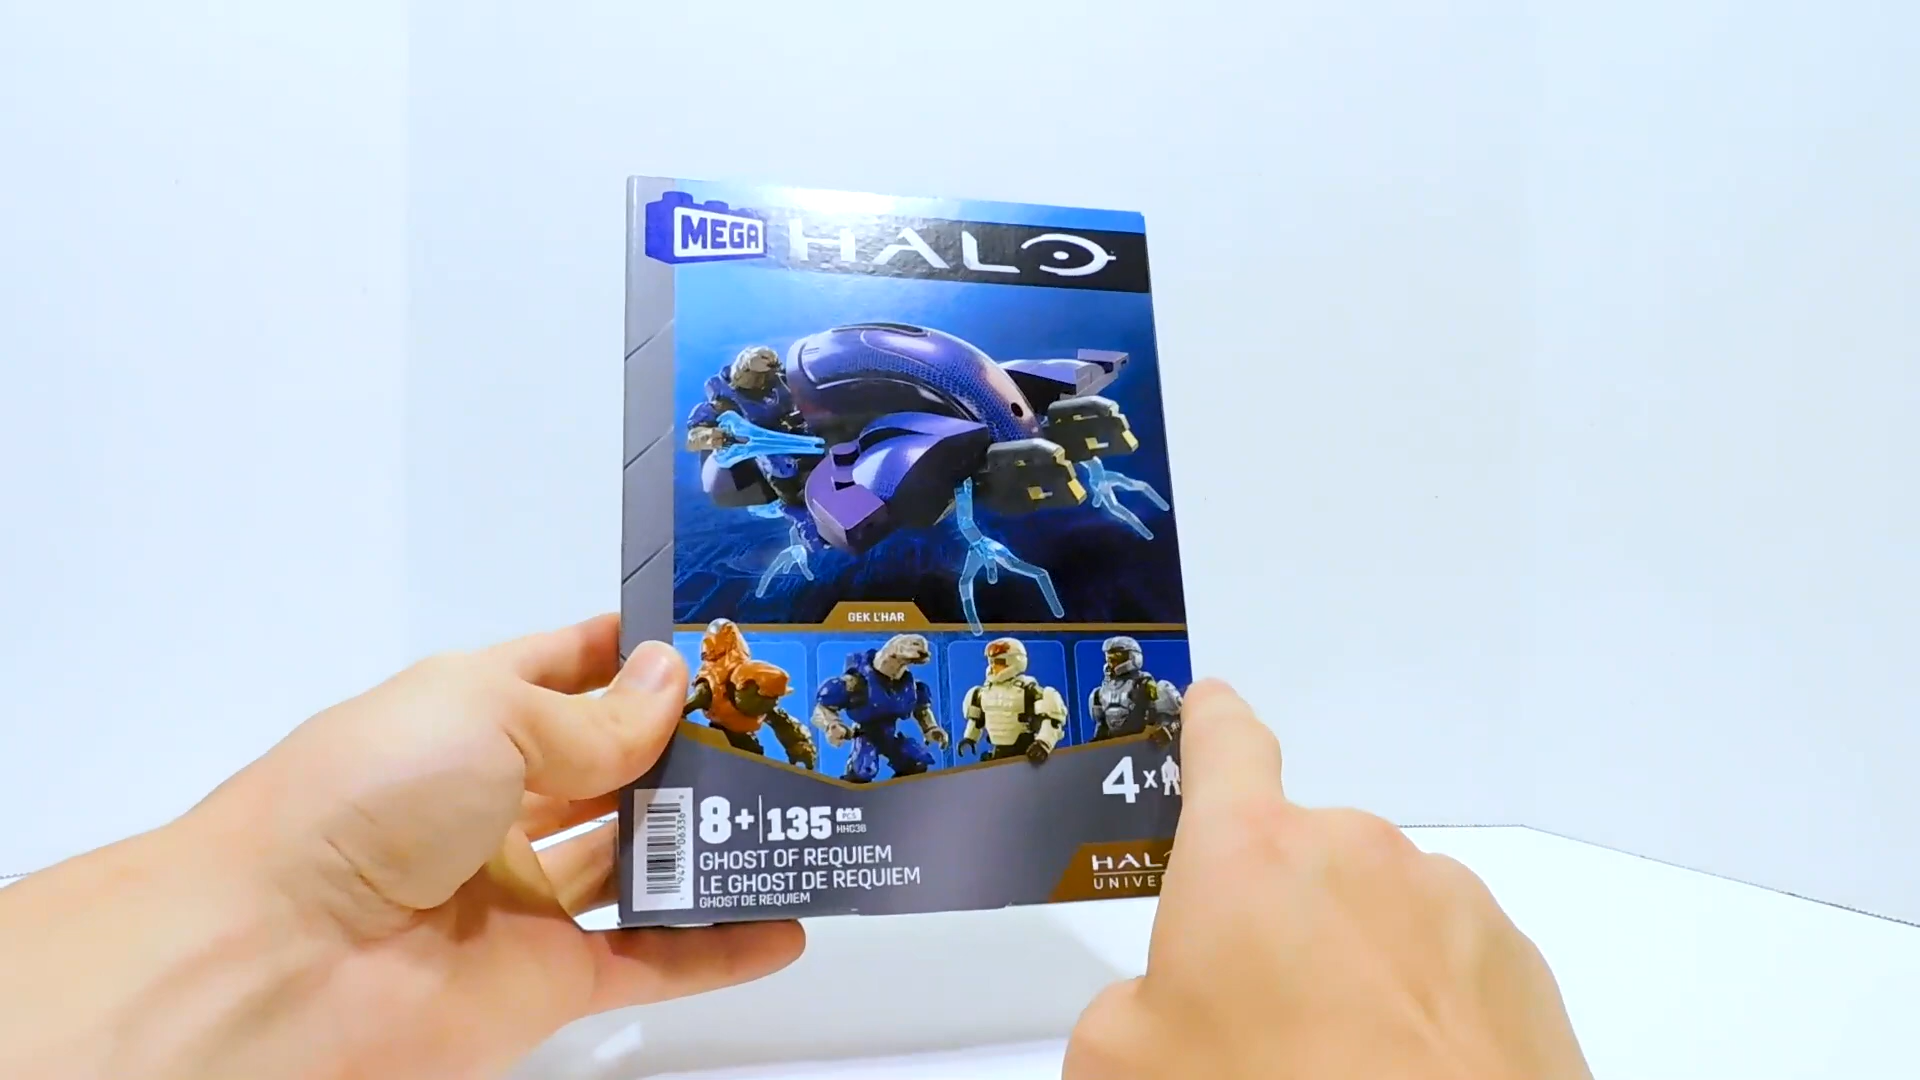 MEGA HALO
GEK L'HAR
4x
8+ 135 PCS
HHC38
GHOST OF REQUIEM
LE GHOST DE REQUIEM
GHOST DE REQUIEM